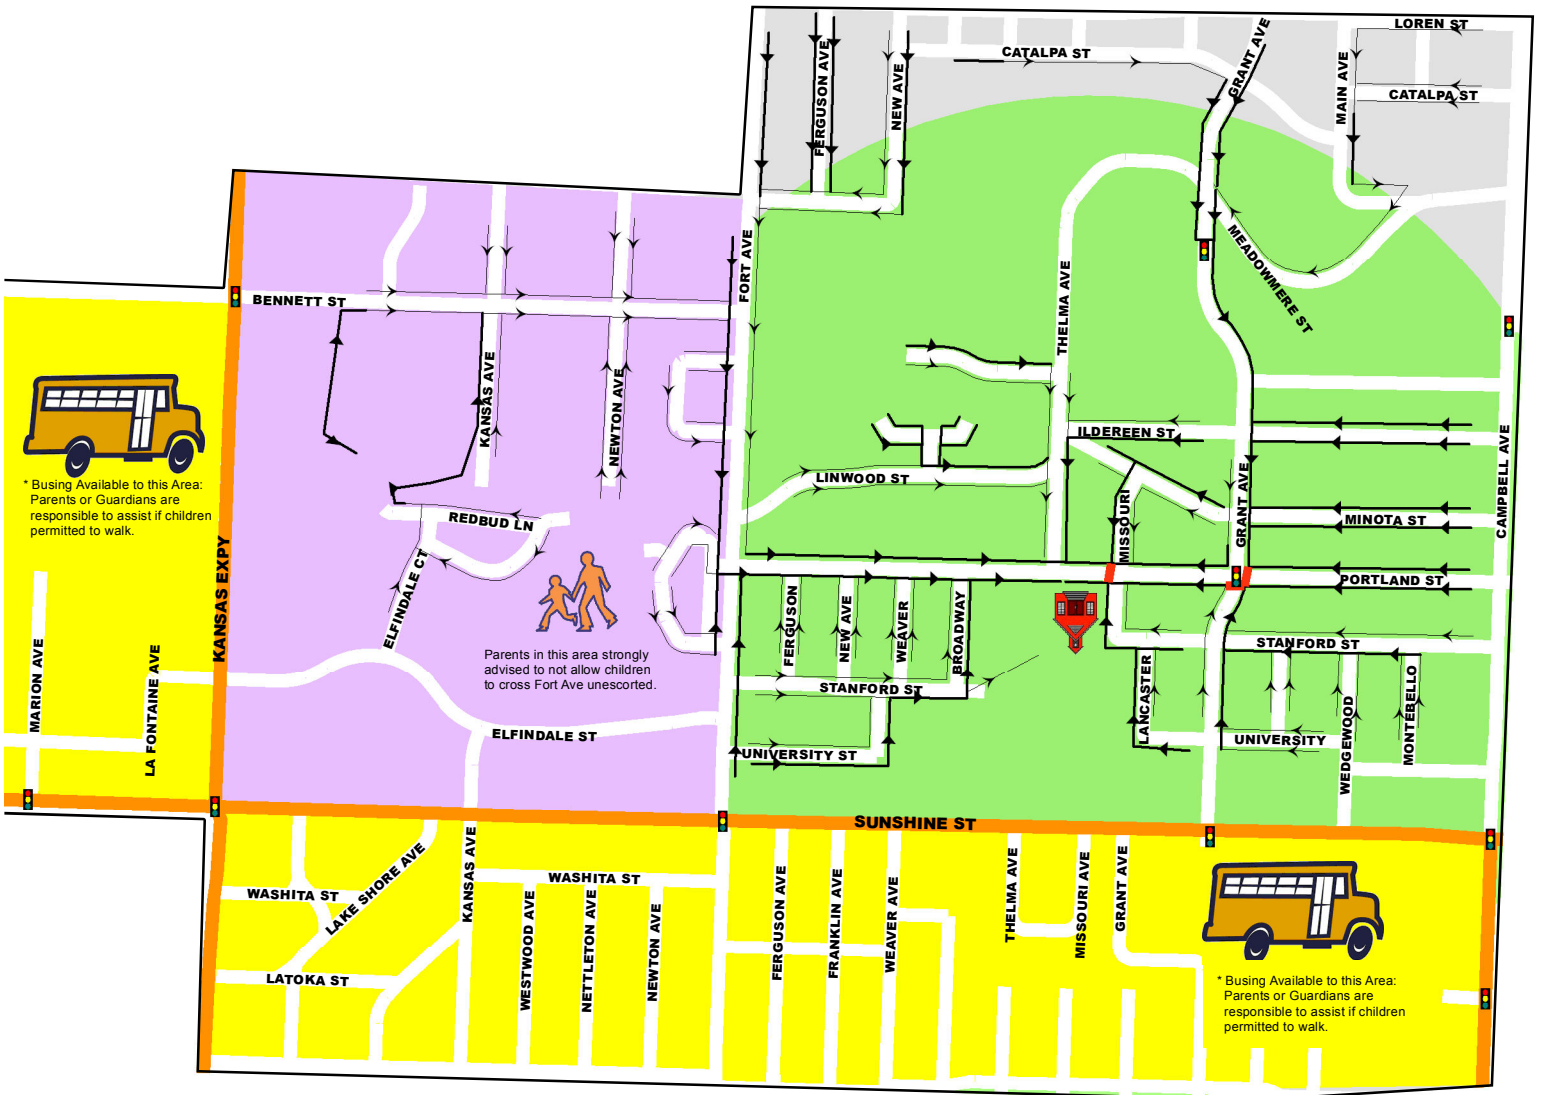 LOREN ST
CATALPA ST
GRANT AVE
MAIN AVE
CATALPA ST
FERGUSON AVE
NEW AVE
MEADOWMERE ST
FORT AVE
THELMA AVE
BENNETT ST
KANSAS AVE
NEWTON AVE
ILDEREEN ST
LINWOOD ST
GRANT AVE
CAMPBELL AVE
MISSOURI
MINOTA ST
* Busing Available to this Area:
Parents or Guardians are
responsible to assist if children
permitted to walk.
REDBUD LN
KANSAS EXPY
ELFINDALE CT
PORTLAND ST
FERGUSON
NEW AVE
WEAVER
BROADWAY
STANFORD ST
Parents in this area strongly
advised to not allow children
to cross Fort Ave unescorted.
MARION AVE
LA FONTAINE AVE
STANFORD ST
LANCASTER
WEDGEWOOD
MONTEBELLO
ELFINDALE ST
UNIVERSITY ST
UNIVERSITY
SUNSHINE ST
WASHITA ST
LAKE SHORE AVE
KANSAS AVE
WASHITA ST
WESTWOOD AVE
NETTLETON AVE
NEWTON AVE
FERGUSON AVE
FRANKLIN AVE
WEAVER AVE
THELMA AVE
MISSOURI AVE
GRANT AVE
LATOKA ST
* Busing Available to this Area:
Parents or Guardians are
responsible to assist if children
permitted to walk.